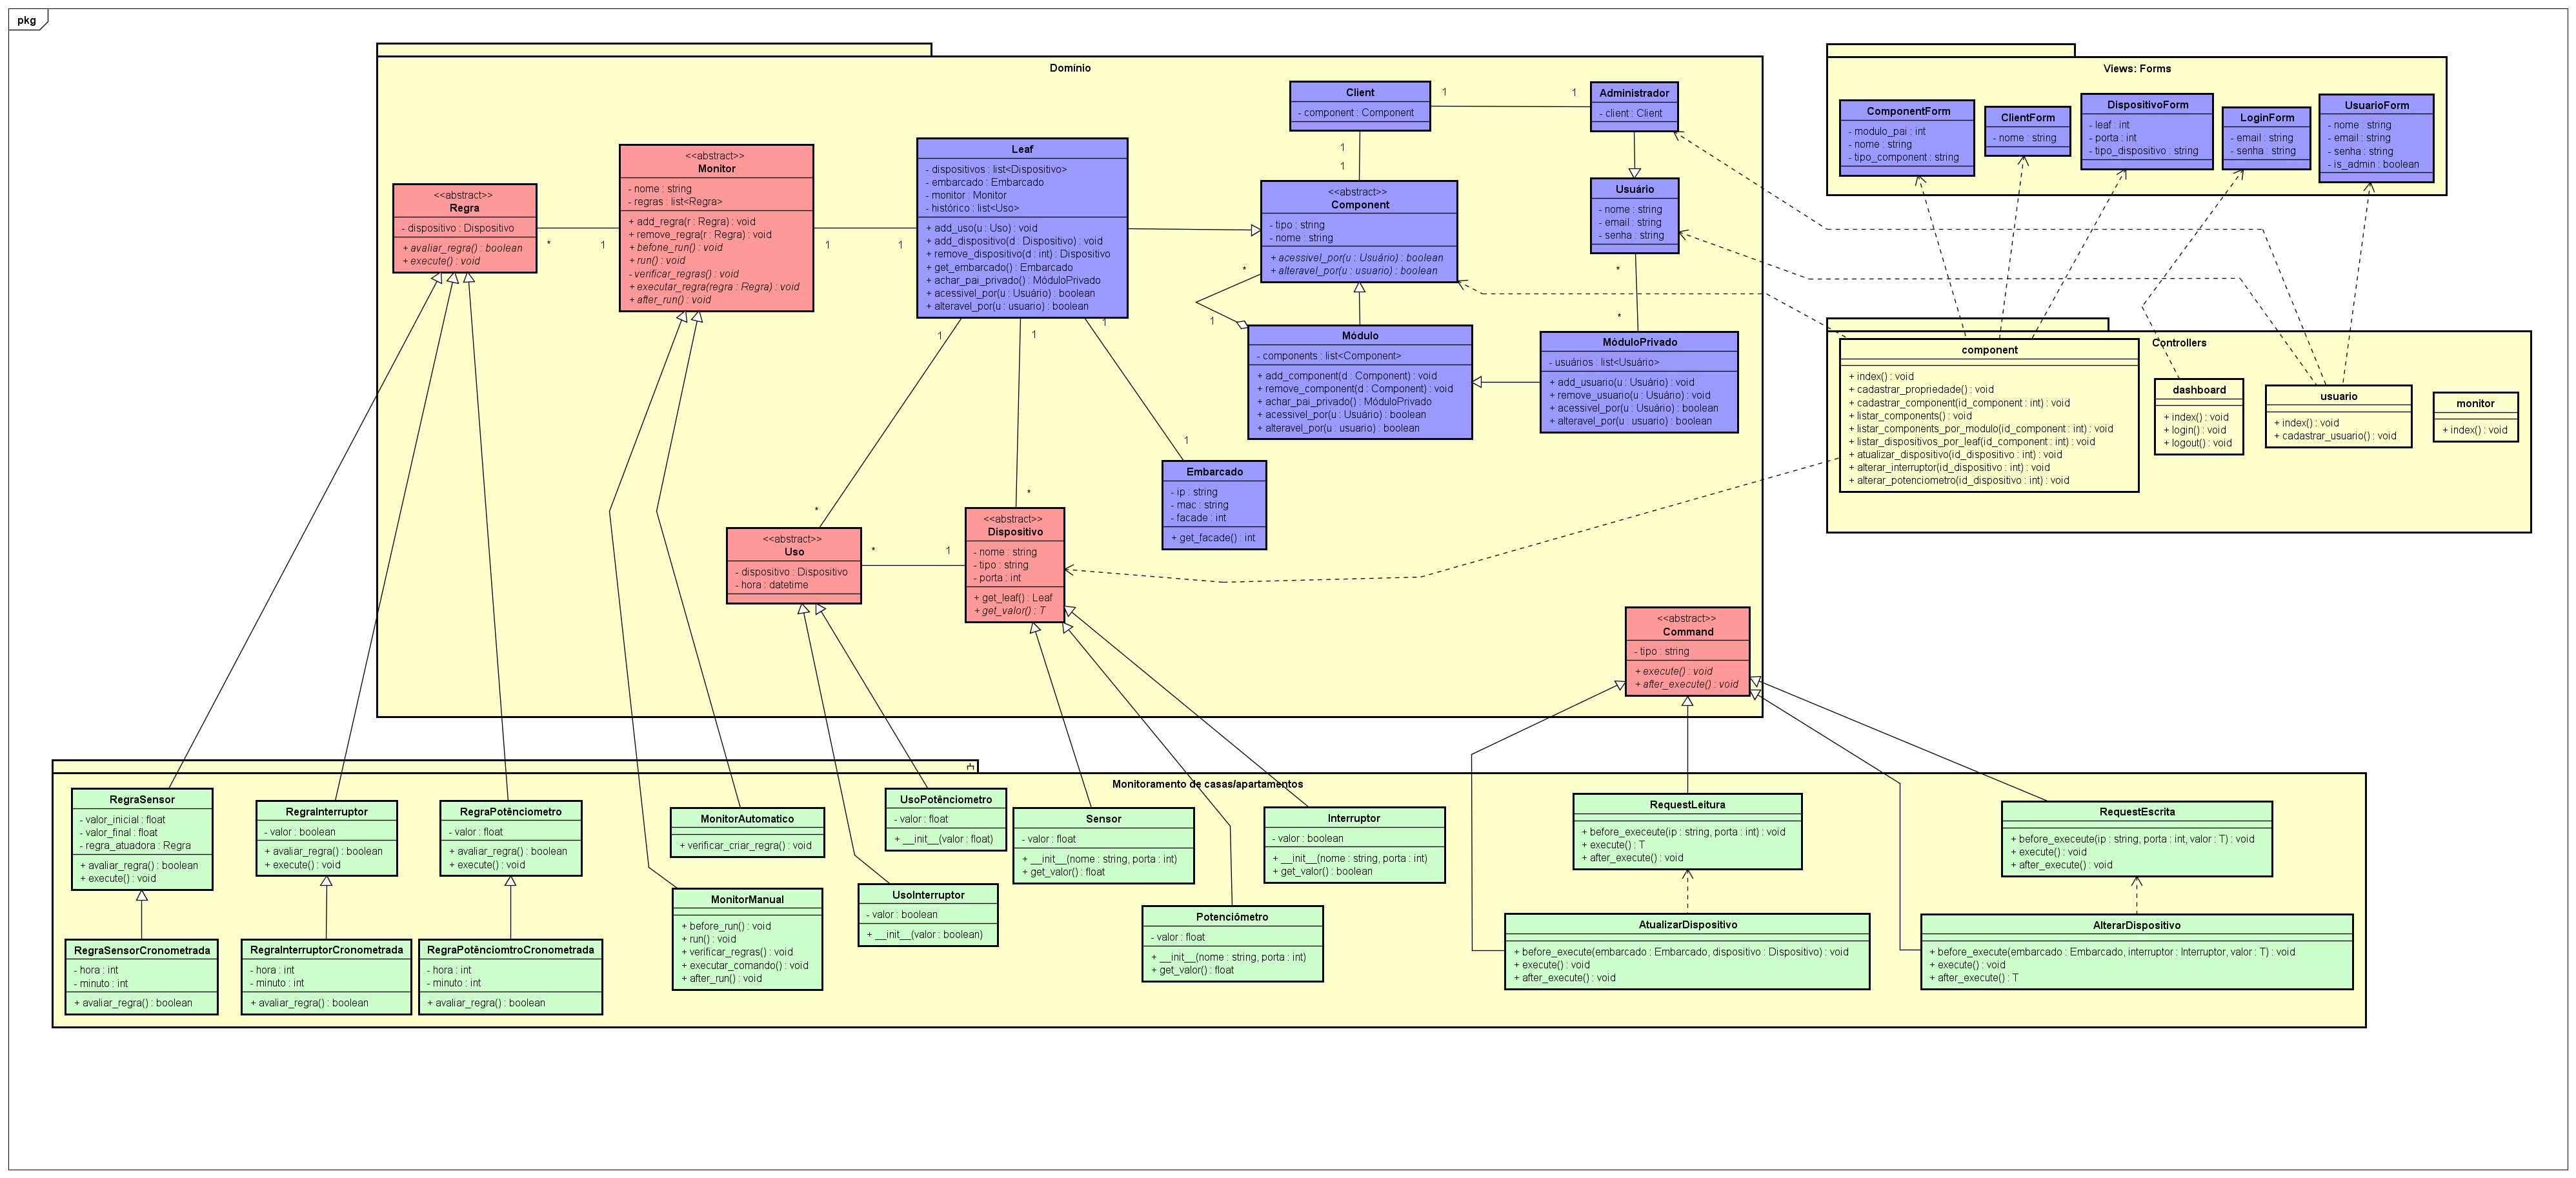 pkg
Domínio
Client
- component : Component
1
1
Administrador
- client : Client
1
1
<<abstract>>
Regra
- dispositivo : Dispositivo
+ avaliar_regra() : boolean
+ execute() : void
*
1
<<abstract>>
Monitor
- nome : string
- regras : list<Regra>
+ add_regra(r : Regra) : void
+ remove_regra(r : Regra) : void
+ befone_run() : void
+ run() : void
- verificar_regras() : void
+ executar_regra(regra : Regra) : void
+ after_run() : void
1
1
Leaf
- dispositivos : list<Dispositivo>
- embarcado : Embarcado
- monitor : Monitor
- histórico : list<Uso>
+ add_uso(u : Uso) : void
+ add_dispositivo(d : Dispositivo) : void
+ remove_dispositivo(d : int) : Dispositivo
+ get_embarcado() : Embarcado
+ achar_pai_privado() : MóduloPrivado
+ acessivel_por(u : Usuário) : boolean
+ alteravel_por(u : usuario) : boolean
1
1
1
<<abstract>>
Component
- tipo : string
- nome : string
+ acessivel_por(u : Usuário) : boolean
+ alteravel_por(u : usuario) : boolean
*
1
Usuário
- nome : string
- email : string
- senha : string
*
*
Módulo
- components : list<Component>
+ add_component(d : Component) : void
+ remove_component(d : Component) : void
+ achar_pai_privado() : MóduloPrivado
+ acessivel_por(u : Usuário) : boolean
+ alteravel_por(u : usuario) : boolean
MóduloPrivado
- usuários : list<Usuário>
+ add_usuario(u : Usuário) : void
+ remove_usuario(u : Usuário) : void
+ acessivel_por(u : Usuário) : boolean
+ alteravel_por(u : usuario) : boolean
1
Embarcado
- ip : string
- mac : string
- facade : int
+ get_facade() : int
*
<<abstract>>
Uso
- dispositivo : Dispositivo
- hora : datetime
*
1
*
<<abstract>>
Dispositivo
- nome : string
- tipo : string
- porta : int
+ get_leaf() : Leaf
+ get_valor() : T
<<abstract>>
Command
- tipo : string
+ execute() : void
+ after_execute() : void
Views: Forms
ComponentForm
- modulo_pai : int
- nome : string
- tipo_component : string
ClientForm
- nome : string
DispositivoForm
- leaf : int
- porta : int
- tipo_dispositivo : string
LoginForm
- email : string
- senha : string
UsuarioForm
- nome : string
- email : string
- senha : string
- is_admin : boolean
Controllers
component
+ index() : void
+ cadastrar_propriedade() : void
+ cadastrar_component(id_component : int) : void
+ listar_components() : void
+ listar_components_por_modulo(id_component : int) : void
+ listar_dispositivos_por_leaf(id_component : int) : void
+ atualizar_dispositivo(id_dispositivo : int) : void
+ alterar_interruptor(id_dispositivo : int) : void
+ alterar_potenciometro(id_dispositivo : int) : void
dashboard
+ index() : void
+ login() : void
+ logout() : void
usuario
+ index() : void
+ cadastrar_usuario() : void
monitor
+ index() : void
Monitoramento de casas/apartamentos
RegraSensor
- valor_inicial : float
- valor_final : float
- regra_atuadora : Regra
+ avaliar_regra() : boolean
+ execute() : void
RegraInterruptor
- valor : boolean
+ avaliar_regra() : boolean
+ execute() : void
RegraPotênciometro
- valor : float
+ avaliar_regra() : boolean
+ execute() : void
MonitorAutomatico
+ verificar_criar_regra() : void
UsoPotênciometro
- valor : float
+ __init__(valor : float)
Sensor
- valor : float
+ __init__(nome : string, porta : int)
+ get_valor() : float
Interruptor
- valor : boolean
+ __init__(nome : string, porta : int)
+ get_valor() : boolean
RequestLeitura
+ before_execeute(ip : string, porta : int) : void
+ execute() : T
+ after_execute() : void
RequestEscrita
+ before_execeute(ip : string, porta : int, valor : T) : void
+ execute() : void
+ after_execute() : void
RegraSensorCronometrada
- hora : int
- minuto : int
+ avaliar_regra() : boolean
RegraInterruptorCronometrada
- hora : int
- minuto : int
+ avaliar_regra() : boolean
RegraPotênciomtroCronometrada
- hora : int
- minuto : int
+ avaliar_regra() : boolean
MonitorManual
+ before_run() : void
+ run() : void
+ verificar_regras() : void
+ executar_comando() : void
+ after_run() : void
UsoInterruptor
- valor : boolean
+ __init__(valor : boolean)
Potenciômetro
- valor : float
+ __init__(nome : string, porta : int)
+ get_valor() : float
AtualizarDispositivo
+ before_execute(embarcado : Embarcado, dispositivo : Dispositivo) : void
+ execute() : void
+ after_execute() : void
AlterarDispositivo
+ before_execute(embarcado : Embarcado, interruptor : Interruptor, valor : T) : void
+ execute() : void
+ after_execute() : T